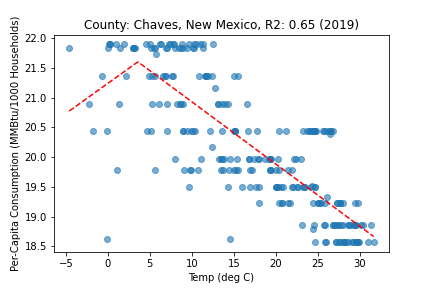 County: Chaves, New Mexico, R2: 0.65 (2019)
Per-Capita Consumption (MMBtu/1000 Households)
22.0
21.5
21.0
20.5
20.0
19.5
19.0
18.5
−5 0 5 10 15 20 25 30
Temp (deg C)